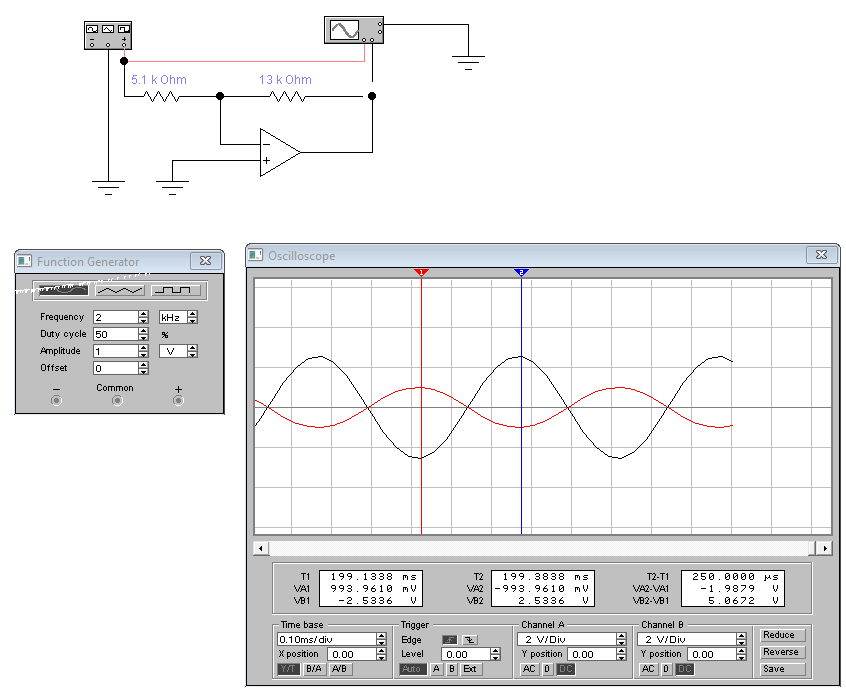 5.1 k Ohm 13 k Ohm
− +
−
+
Function Generator
Frequency 2 kHz
Duty cycle 50 %
Amplitude 1 V
Offset 0
− Common +
Oscilloscope
1 2
T1 199.1338 ms T2 199.3838 ms T2-T1 250.0000 µs
VA1 993.9610 mV VA2 -993.9610 mV VA2-VA1 -1.9879 V
VB1 -2.5336 V VB2 2.5336 V VB2-VB1 5.0672 V
Time base Trigger Channel A Channel B
0.10ms/div Edge 2 V/Div 2 V/Div Reduce
X position 0.00 Level 0.00 Y position 0.00 Y position 0.00 Reverse
Y/T B/A A/B Auto A B Ext AC 0 DC AC 0 DC Save